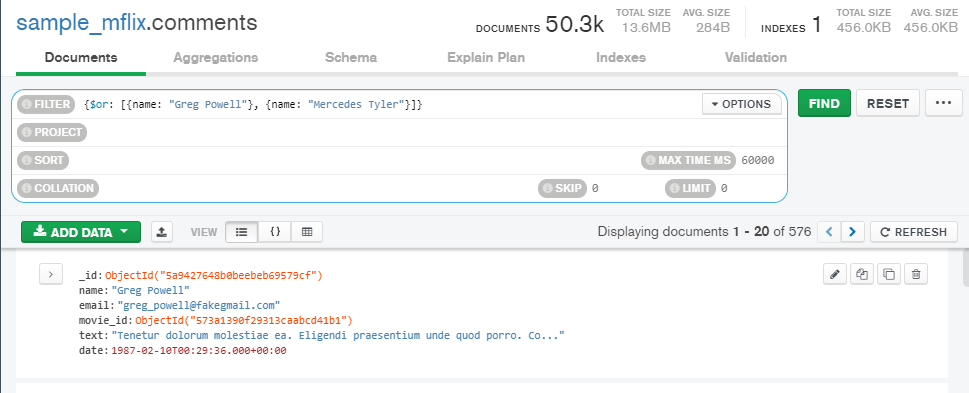 sample_mflix.comments
DOCUMENTS 50.3k TOTAL SIZE 13.6MB AVG. SIZE 284B INDEXES 1 TOTAL SIZE 456.0KB AVG. SIZE 456.0KB
Documents Aggregations Schema Explain Plan Indexes Validation
FILTER {$or: [{name: "Greg Powell"}, {name: "Mercedes Tyler"}]} OPTIONS FIND RESET ...
PROJECT
SORT MAX TIME MS 60000
COLLATION SKIP 0 LIMIT 0
ADD DATA VIEW {} Displaying documents 1 - 20 of 576 < > REFRESH
_id: ObjectId("5a9427648b0beebeb69579cf")
name: "Greg Powell"
email: "greg_powell@fakegmail.com"
movie_id: ObjectId("573a1390f29313caabcd41b1")
text: "Tenetur dolorum molestiae ea. Eligendi praesentium unde quod porro. Co..."
date: 1987-02-10T00:29:36.000+00:00